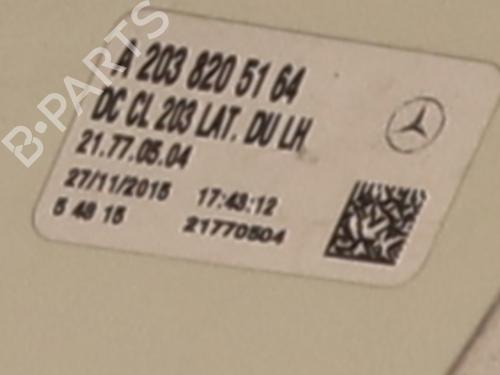 A 203 820 51 64
DC CL 203 LAT. DU LH
21.77.05.04
27/11/2015 17:43:12
5 48 15 21770504
B-PARTS